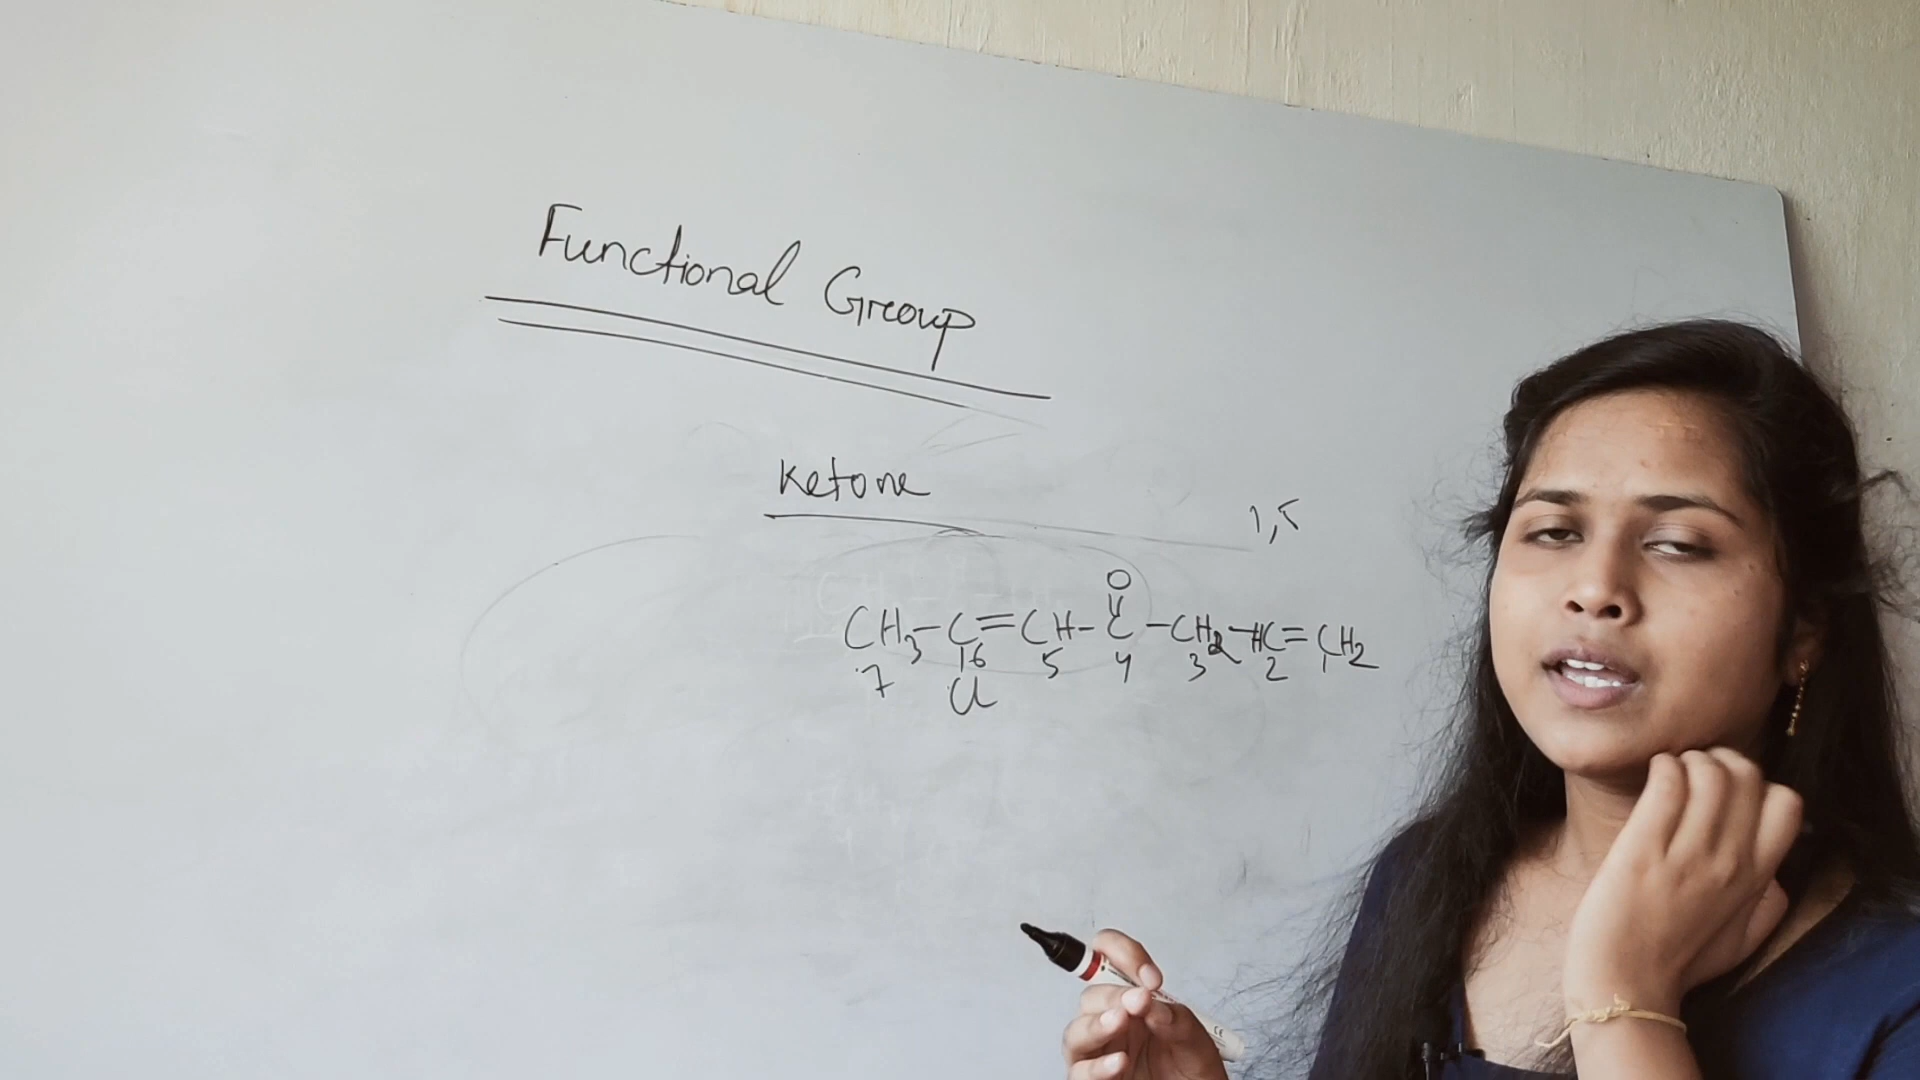 Functional Group
Ketone
1,5
O
CH3-C=CH-C-CH2-HC=CH2
7 6 5 4 3 2 1
Cl